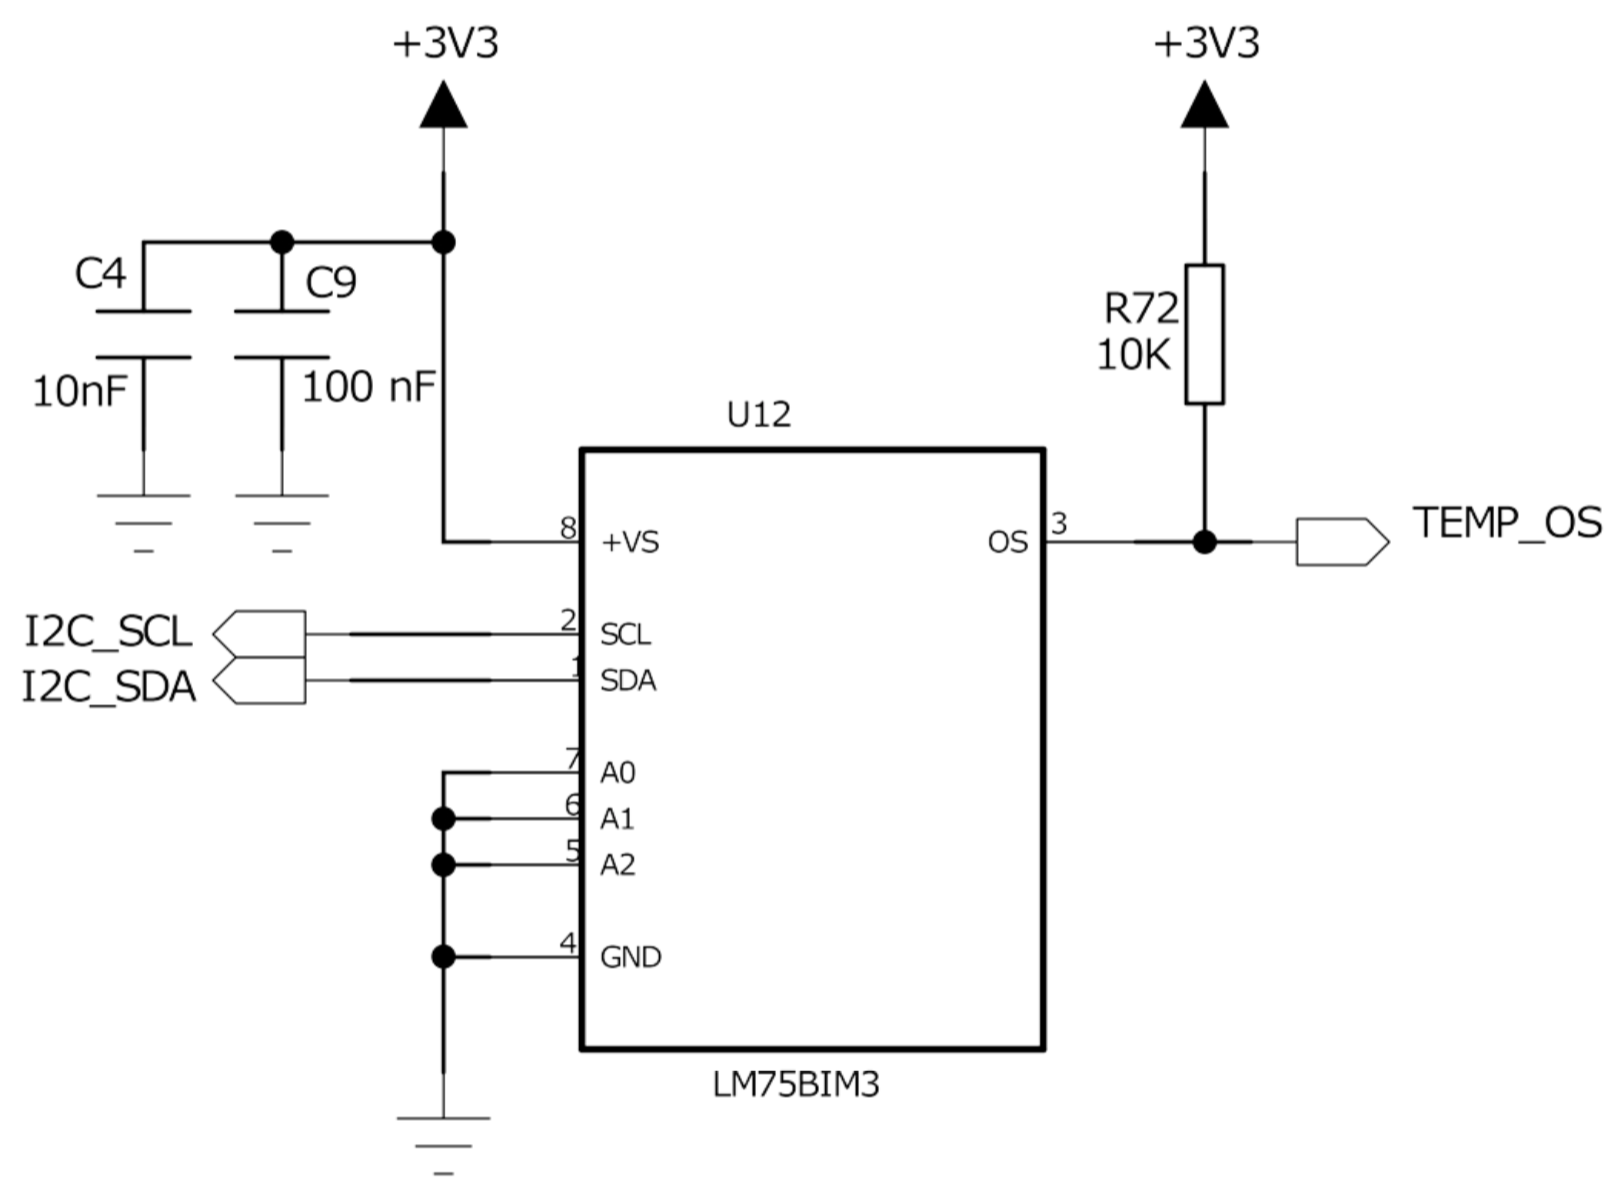 +3V3
+3V3
C4
C9
10nF
100 nF
R72
10K
U12
8
+VS
OS
3
TEMP_OS
I2C_SCL
2
SCL
I2C_SDA
1
SDA
7
A0
6
A1
5
A2
4
GND
LM75BIM3